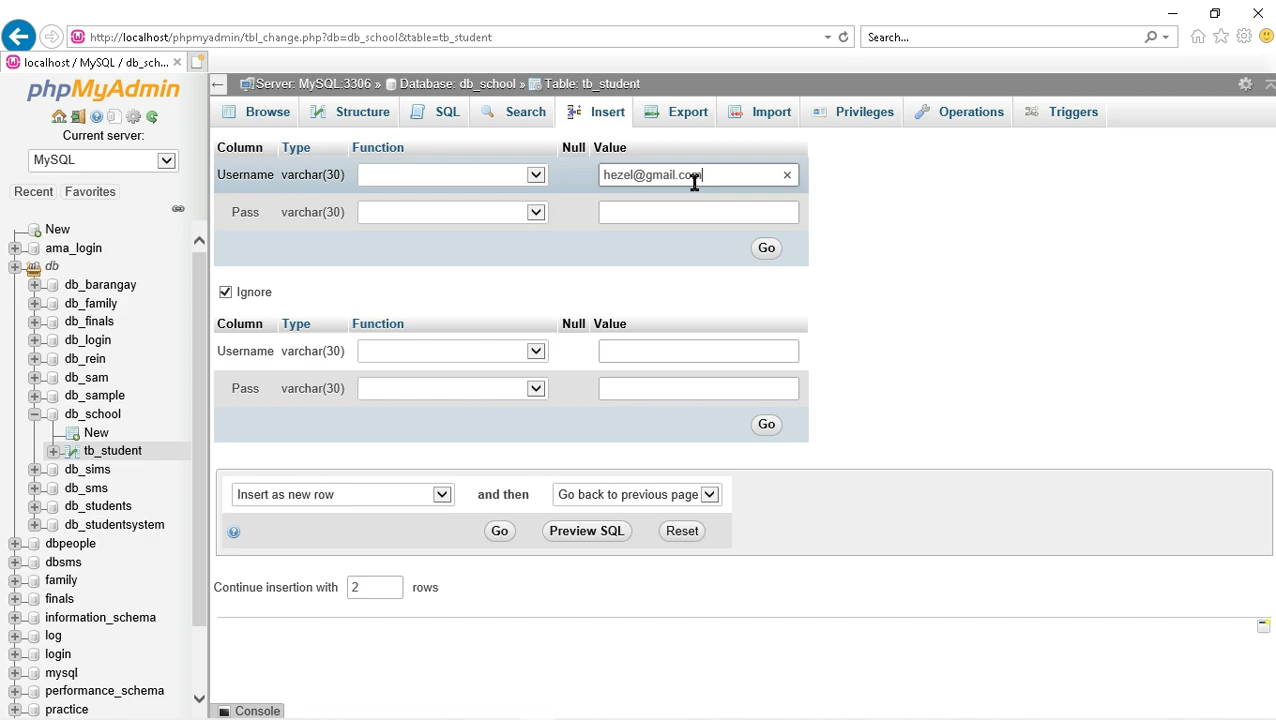 http://localhost/phpmyadmin/tbl_change.php?db=db_school&table=tb_student
Search...
localhost / MySQL / db_sch...
phpMyAdmin
Current server:
MySQL
Recent Favorites
New
ama_login
db
db_barangay
db_family
db_finals
db_login
db_rein
db_sam
db_sample
db_school
New
tb_student
db_sims
db_sms
db_students
db_studentsystem
dbpeople
dbsms
family
finals
information_schema
log
login
mysql
performance_schema
practice
Server: MySQL:3306 » Database: db_school » Table: tb_student
Browse Structure SQL Search Insert Export Import Privileges Operations Triggers
Column Type Function Null Value
Username varchar(30) hezel@gmail.com
Pass varchar(30)
Go
Ignore
Column Type Function Null Value
Username varchar(30)
Pass varchar(30)
Go
Insert as new row and then Go back to previous page
Go Preview SQL Reset
Continue insertion with 2 rows
Console